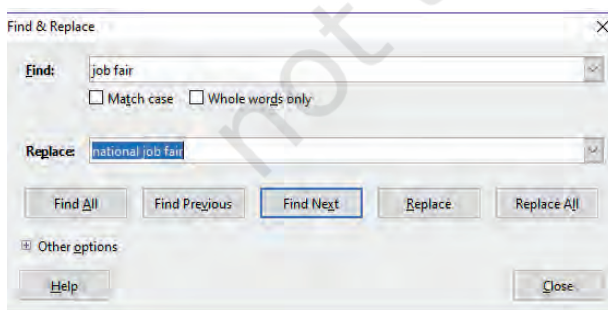 Find & Replace
Find: job fair
Match case Whole words only
Replace: national job fair
Find All Find Previous Find Next Replace Replace All
Other options
Help Close
not